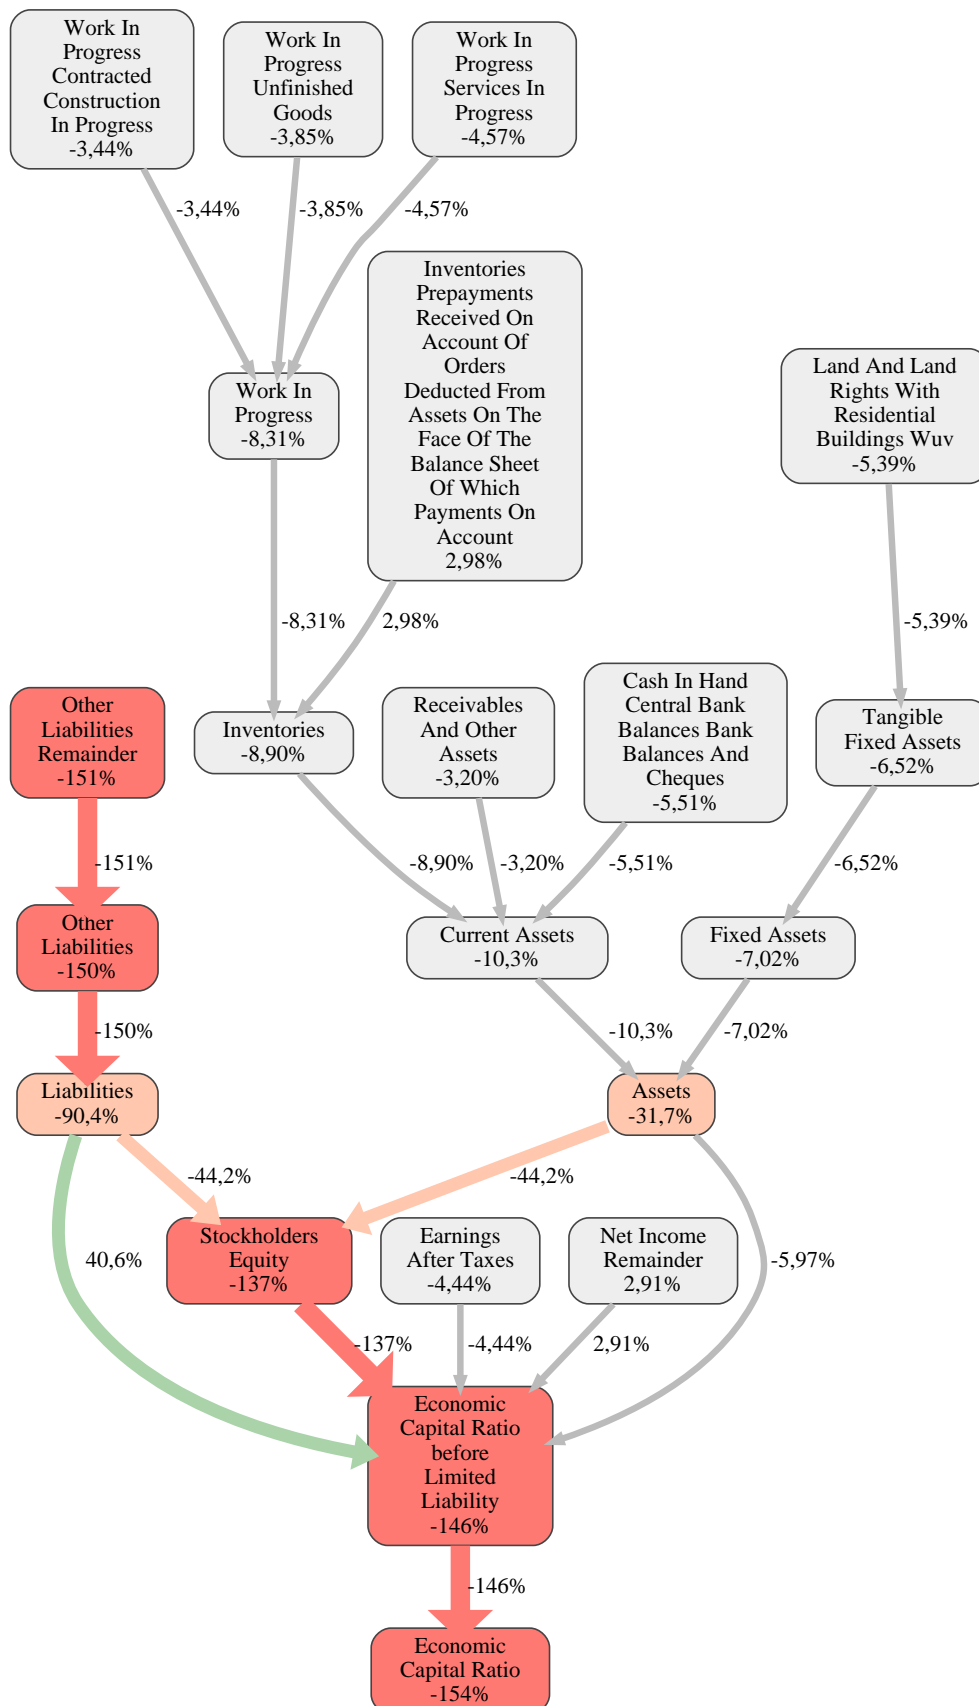 Work In
Progress
Contracted
Construction
In Progress
-3,44%
Work In
Progress
Unfinished
Goods
-3,85%
Work In
Progress
Services In
Progress
-4,57%
-3,44%
-3,85%
-4,57%
Inventories
Prepayments
Received On
Account Of
Orders
Deducted From
Assets On The
Face Of The
Balance Sheet
Of Which
Payments On
Account
2,98%
Work In
Progress
-8,31%
Land And Land
Rights With
Residential
Buildings Wuv
-5,39%
-8,31%
2,98%
-5,39%
Other
Liabilities
Remainder
-151%
Inventories
-8,90%
Receivables
And Other
Assets
-3,20%
Cash In Hand
Central Bank
Balances Bank
Balances And
Cheques
-5,51%
Tangible
Fixed Assets
-6,52%
-151%
-8,90%
-3,20%
-5,51%
-6,52%
Other
Liabilities
-150%
Current Assets
-10,3%
Fixed Assets
-7,02%
-150%
-10,3%
-7,02%
Liabilities
-90,4%
Assets
-31,7%
-44,2%
-44,2%
40,6%
Stockholders
Equity
-137%
Earnings
After Taxes
-4,44%
Net Income
Remainder
2,91%
-5,97%
-137%
-4,44%
2,91%
Economic
Capital Ratio
before
Limited
Liability
-146%
-146%
Economic
Capital Ratio
-154%